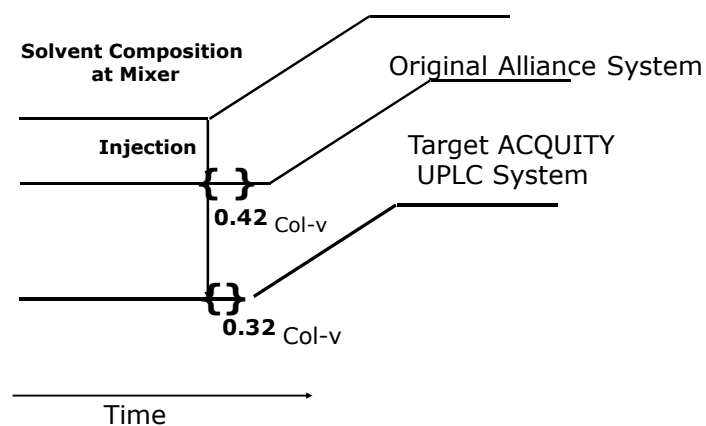 Solvent Composition
at Mixer
Original Alliance System
Injection
Target ACQUITY
UPLC System
{ }
0.42 Col-v
{ }
0.32 Col-v
Time